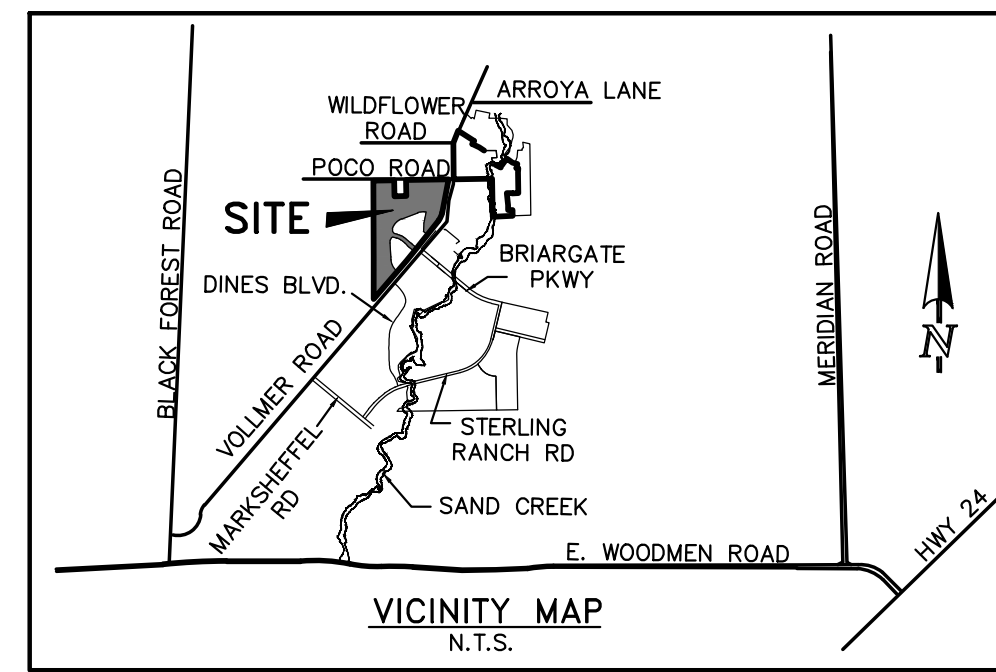 ARROYA LANE
WILDFLOWER
ROAD
POCO ROAD
SITE
BLACK FOREST ROAD
MERIDIAN ROAD
BRIARGATE
PKWY
DINES BLVD.
N
VOLLMER ROAD
MARKSHEFFEL
RD
STERLING
RANCH RD
SAND CREEK
HWY 24
E. WOODMEN ROAD
VICINITY MAP
N.T.S.